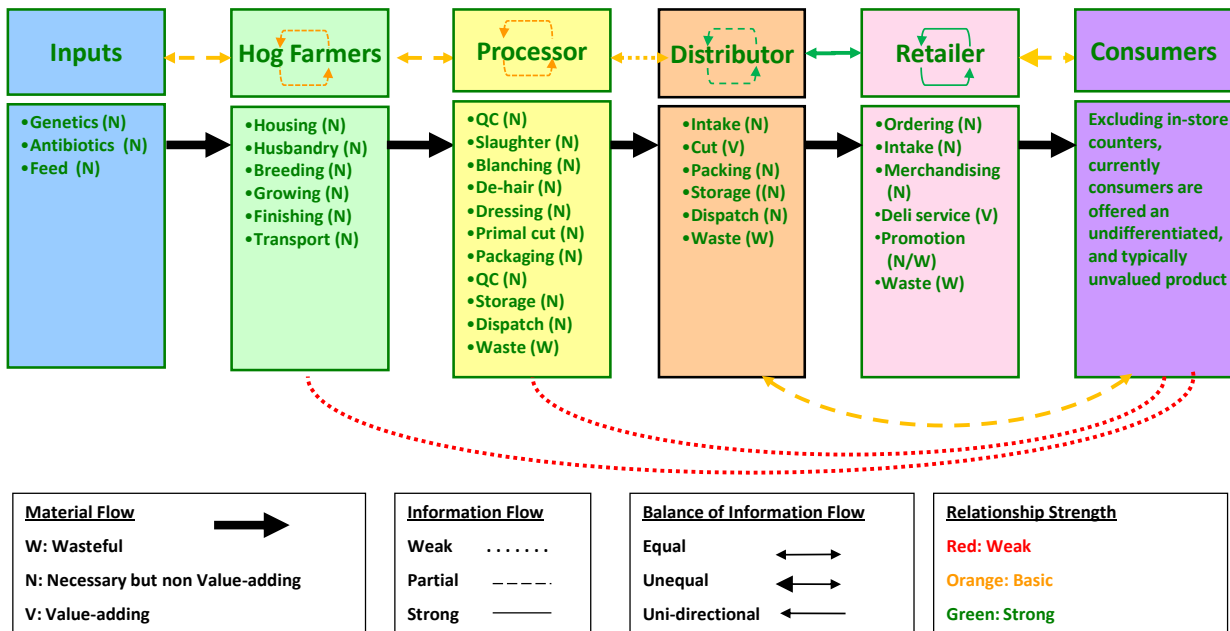 Inputs
Hog Farmers
Processor
Distributor
Retailer
Consumers
•Genetics (N)
•Antibiotics (N)
•Feed (N)
•Housing (N)
•Husbandry (N)
•Breeding (N)
•Growing (N)
•Finishing (N)
•Transport (N)
•QC (N)
•Slaughter (N)
•Blanching (N)
•De-hair (N)
•Dressing (N)
•Primal cut (N)
•Packaging (N)
•QC (N)
•Storage (N)
•Dispatch (N)
•Waste (W)
•Intake (N)
•Cut (V)
•Packing (N)
•Storage ((N)
•Dispatch (N)
•Waste (W)
•Ordering (N)
•Intake (N)
•Merchandising
(N)
•Deli service (V)
•Promotion
(N/W)
•Waste (W)
Excluding in-store
counters,
currently
consumers are
offered an
undifferentiated,
and typically
unvalued product
Material Flow
W: Wasteful
N: Necessary but non Value-adding
V: Value-adding
Information Flow
Weak
Partial
Strong
Balance of Information Flow
Equal
Unequal
Uni-directional
Relationship Strength
Red: Weak
Orange: Basic
Green: Strong